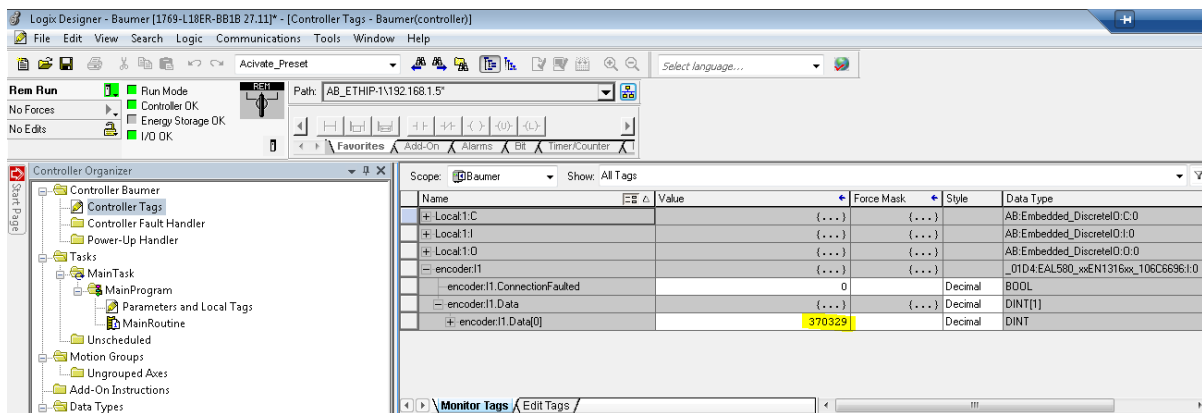 Logix Designer - Baumer [1769-L18ER-BB1B 27.11]* - [Controller Tags - Baumer(controller)]
File Edit View Search Logic Communications Tools Window Help
Acivate_Preset
Select language...
Rem Run
Run Mode
REM
Path: AB_ETHIP-1\192.168.1.5*
No Forces
Controller OK
Energy Storage OK
No Edits
I/O OK
Favorites Add-On Alarms Bit Timer/Counter
Start Page
Controller Organizer
Controller Baumer
Controller Tags
Controller Fault Handler
Power-Up Handler
Tasks
MainTask
MainProgram
Parameters and Local Tags
MainRoutine
Unscheduled
Motion Groups
Ungrouped Axes
Add-On Instructions
Data Types
Scope: Baumer Show: All Tags
Name Value Force Mask Style Data Type
Local:1:C {...} {...} AB:Embedded_DiscreteIO:C:0
Local:1:I {...} {...} AB:Embedded_DiscreteIO:I:0
Local:1:O {...} {...} AB:Embedded_DiscreteIO:O:0
encoder:I1 {...} {...} _01D4:EAL580_xxEN1316xx_106C6696:I:0
encoder:I1.ConnectionFaulted 0 Decimal BOOL
encoder:I1.Data {...} {...} Decimal DINT[1]
encoder:I1.Data[0] 370329 Decimal DINT
Monitor Tags Edit Tags